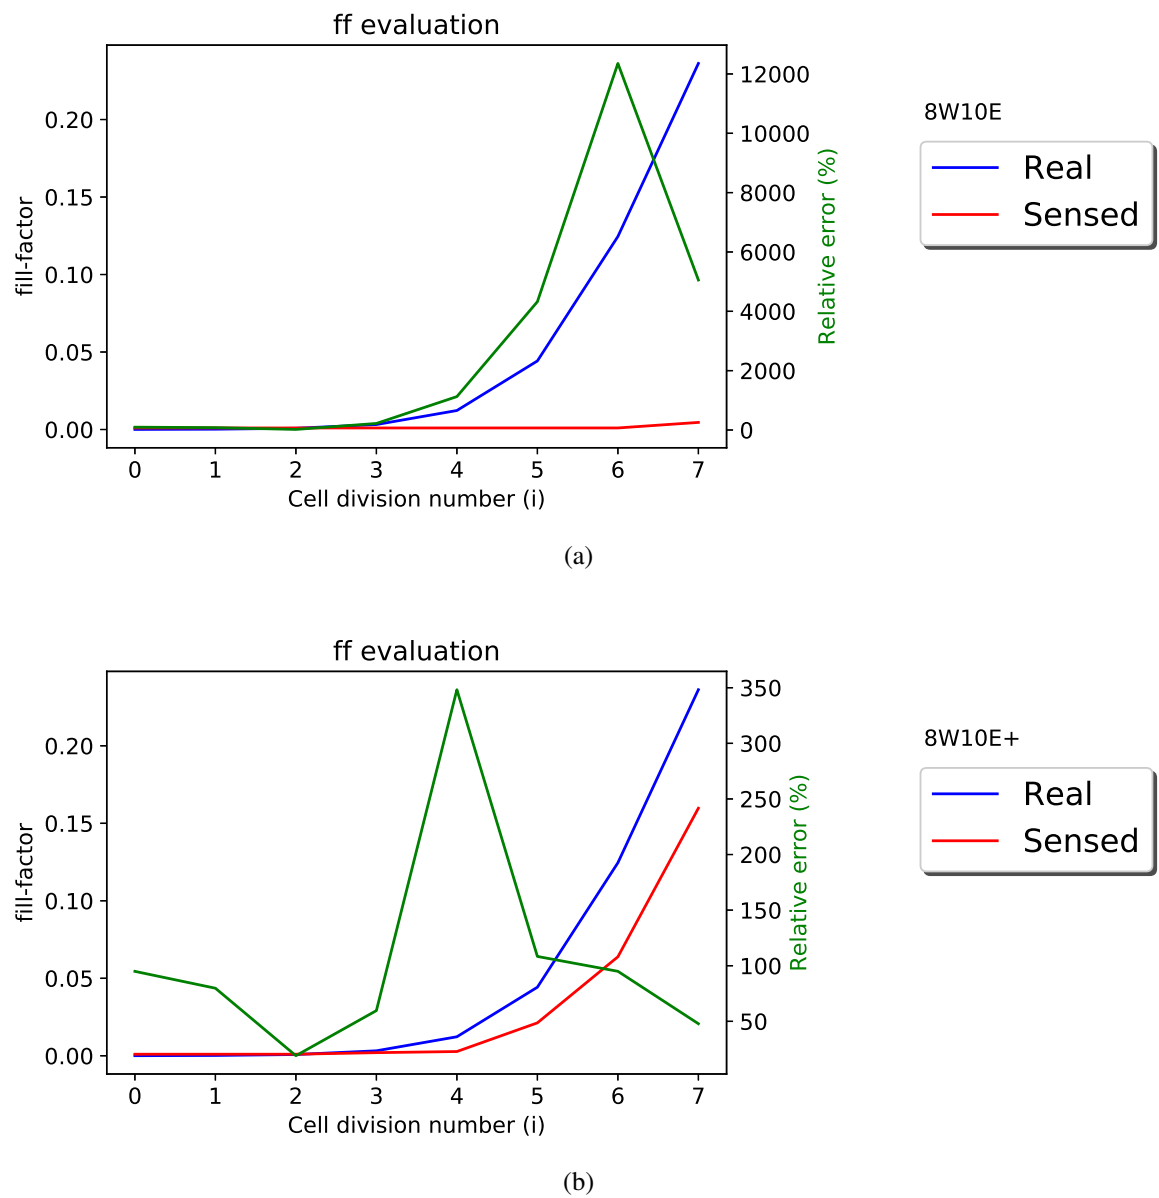 ff evaluation
fill-factor
0.20
0.15
0.10
0.05
0.00
0 1 2 3 4 5 6 7
Cell division number (i)
12000
10000
8000
6000
4000
2000
0
Relative error (%)
8W10E
Real
Sensed
(a)
ff evaluation
fill-factor
0.20
0.15
0.10
0.05
0.00
0 1 2 3 4 5 6 7
Cell division number (i)
350
300
250
200
150
100
50
Relative error (%)
8W10E+
Real
Sensed
(b)